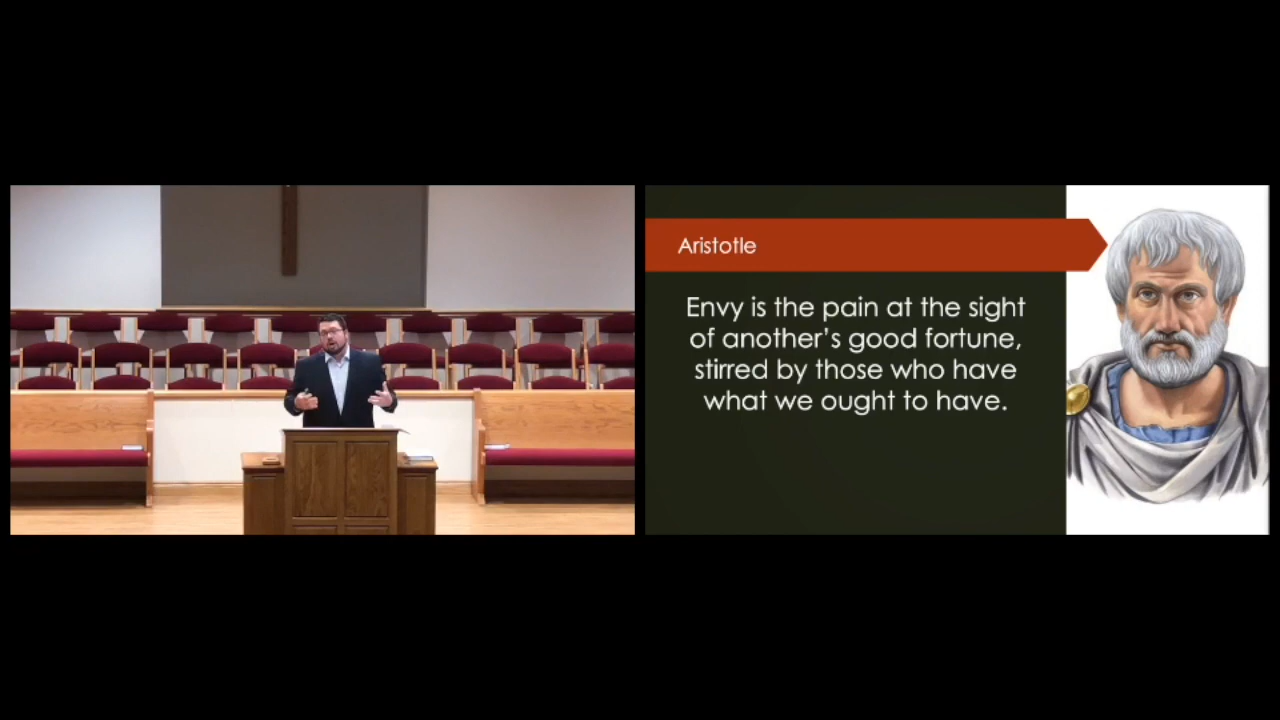 Aristotle
Envy is the pain at the sight
of another's good fortune,
stirred by those who have
what we ought to have.